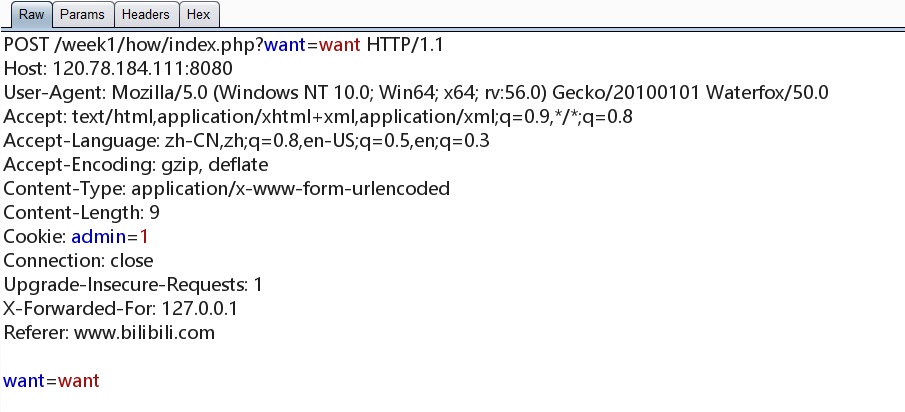 Raw Params Headers Hex
POST /week1/how/index.php?want=want HTTP/1.1
Host: 120.78.184.111:8080
User-Agent: Mozilla/5.0 (Windows NT 10.0; Win64; x64; rv:56.0) Gecko/20100101 Waterfox/50.0
Accept: text/html,application/xhtml+xml,application/xml;q=0.9,*/*;q=0.8
Accept-Language: zh-CN,zh;q=0.8,en-US;q=0.5,en;q=0.3
Accept-Encoding: gzip, deflate
Content-Type: application/x-www-form-urlencoded
Content-Length: 9
Cookie: admin=1
Connection: close
Upgrade-Insecure-Requests: 1
X-Forwarded-For: 127.0.0.1
Referer: www.bilibili.com
want=want